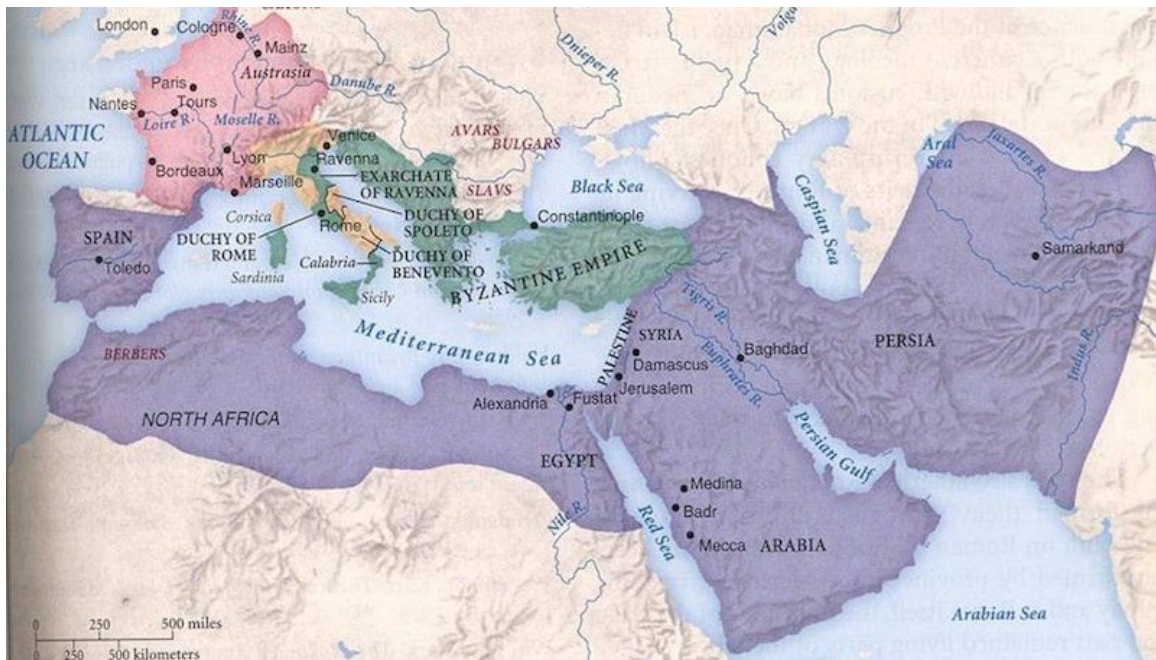 London
Cologne
Rhine R.
Mainz
Austrasia
Paris
Nantes
Tours
Loire R.
Moselle R.
Danube R.
Dnieper R.
Volga
ATLANTIC
OCEAN
Lyon
Bordeaux
Marseille
Venice
Ravenna
EXARCHATE
OF RAVENNA
AVARS
BULGARS
SLAVS
Black Sea
Caspian Sea
Aral
Sea
Jaxartes R.
Samarkand
Corsica
DUCHY OF
ROME
Rome
DUCHY OF
SPOLETO
DUCHY OF
BENEVENTO
Constantinople
BYZANTINE EMPIRE
SPAIN
Toledo
Sardinia
Calabria
Sicily
Mediterranean Sea
BERBERS
NORTH AFRICA
Alexandria
Fustat
EGYPT
Nile R.
PALESTINE
SYRIA
Damascus
Jerusalem
Tigris R.
Euphrates R.
Baghdad
PERSIA
Indus R.
Persian Gulf
Medina
Badr
Mecca
ARABIA
Red Sea
Arabian Sea
0 250 500 miles
250 500 kilometers